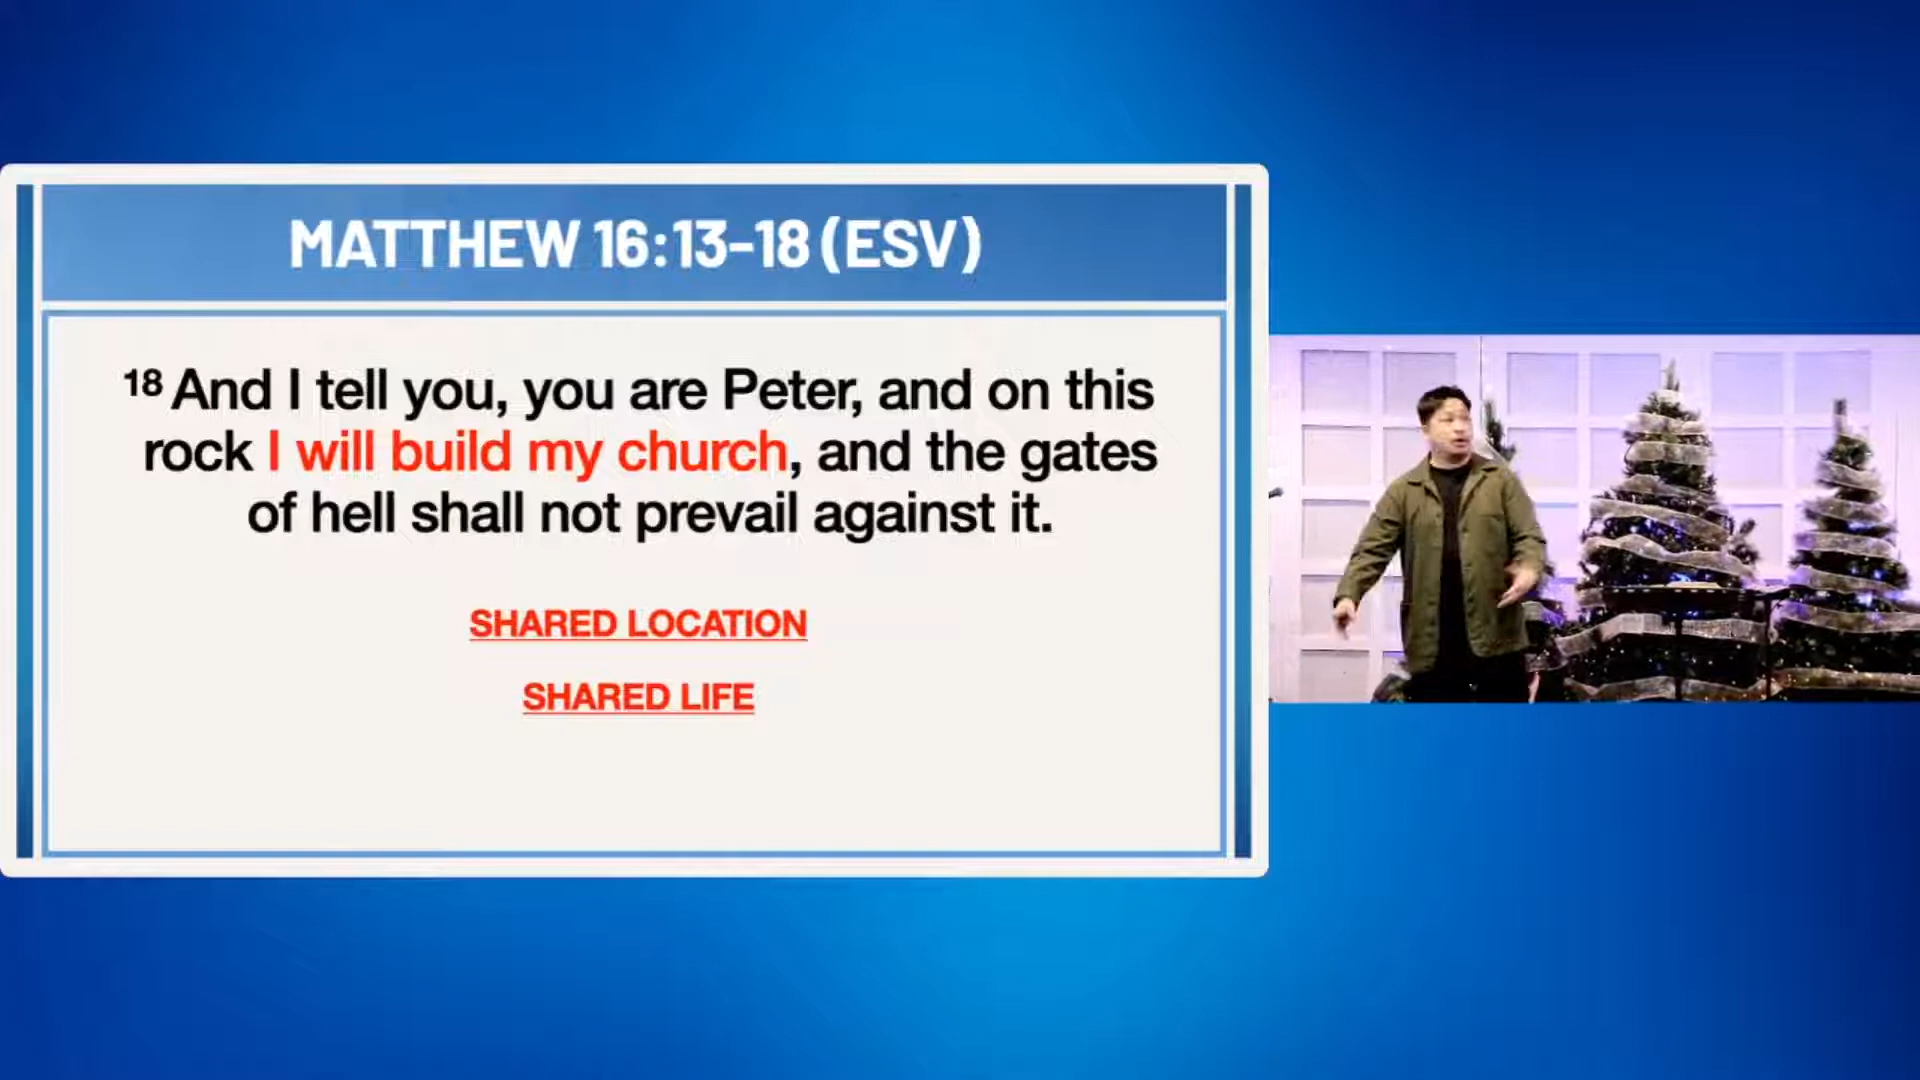 MATTHEW 16:13-18 (ESV)
18 And I tell you, you are Peter, and on this
rock I will build my church, and the gates
of hell shall not prevail against it.
SHARED LOCATION
SHARED LIFE